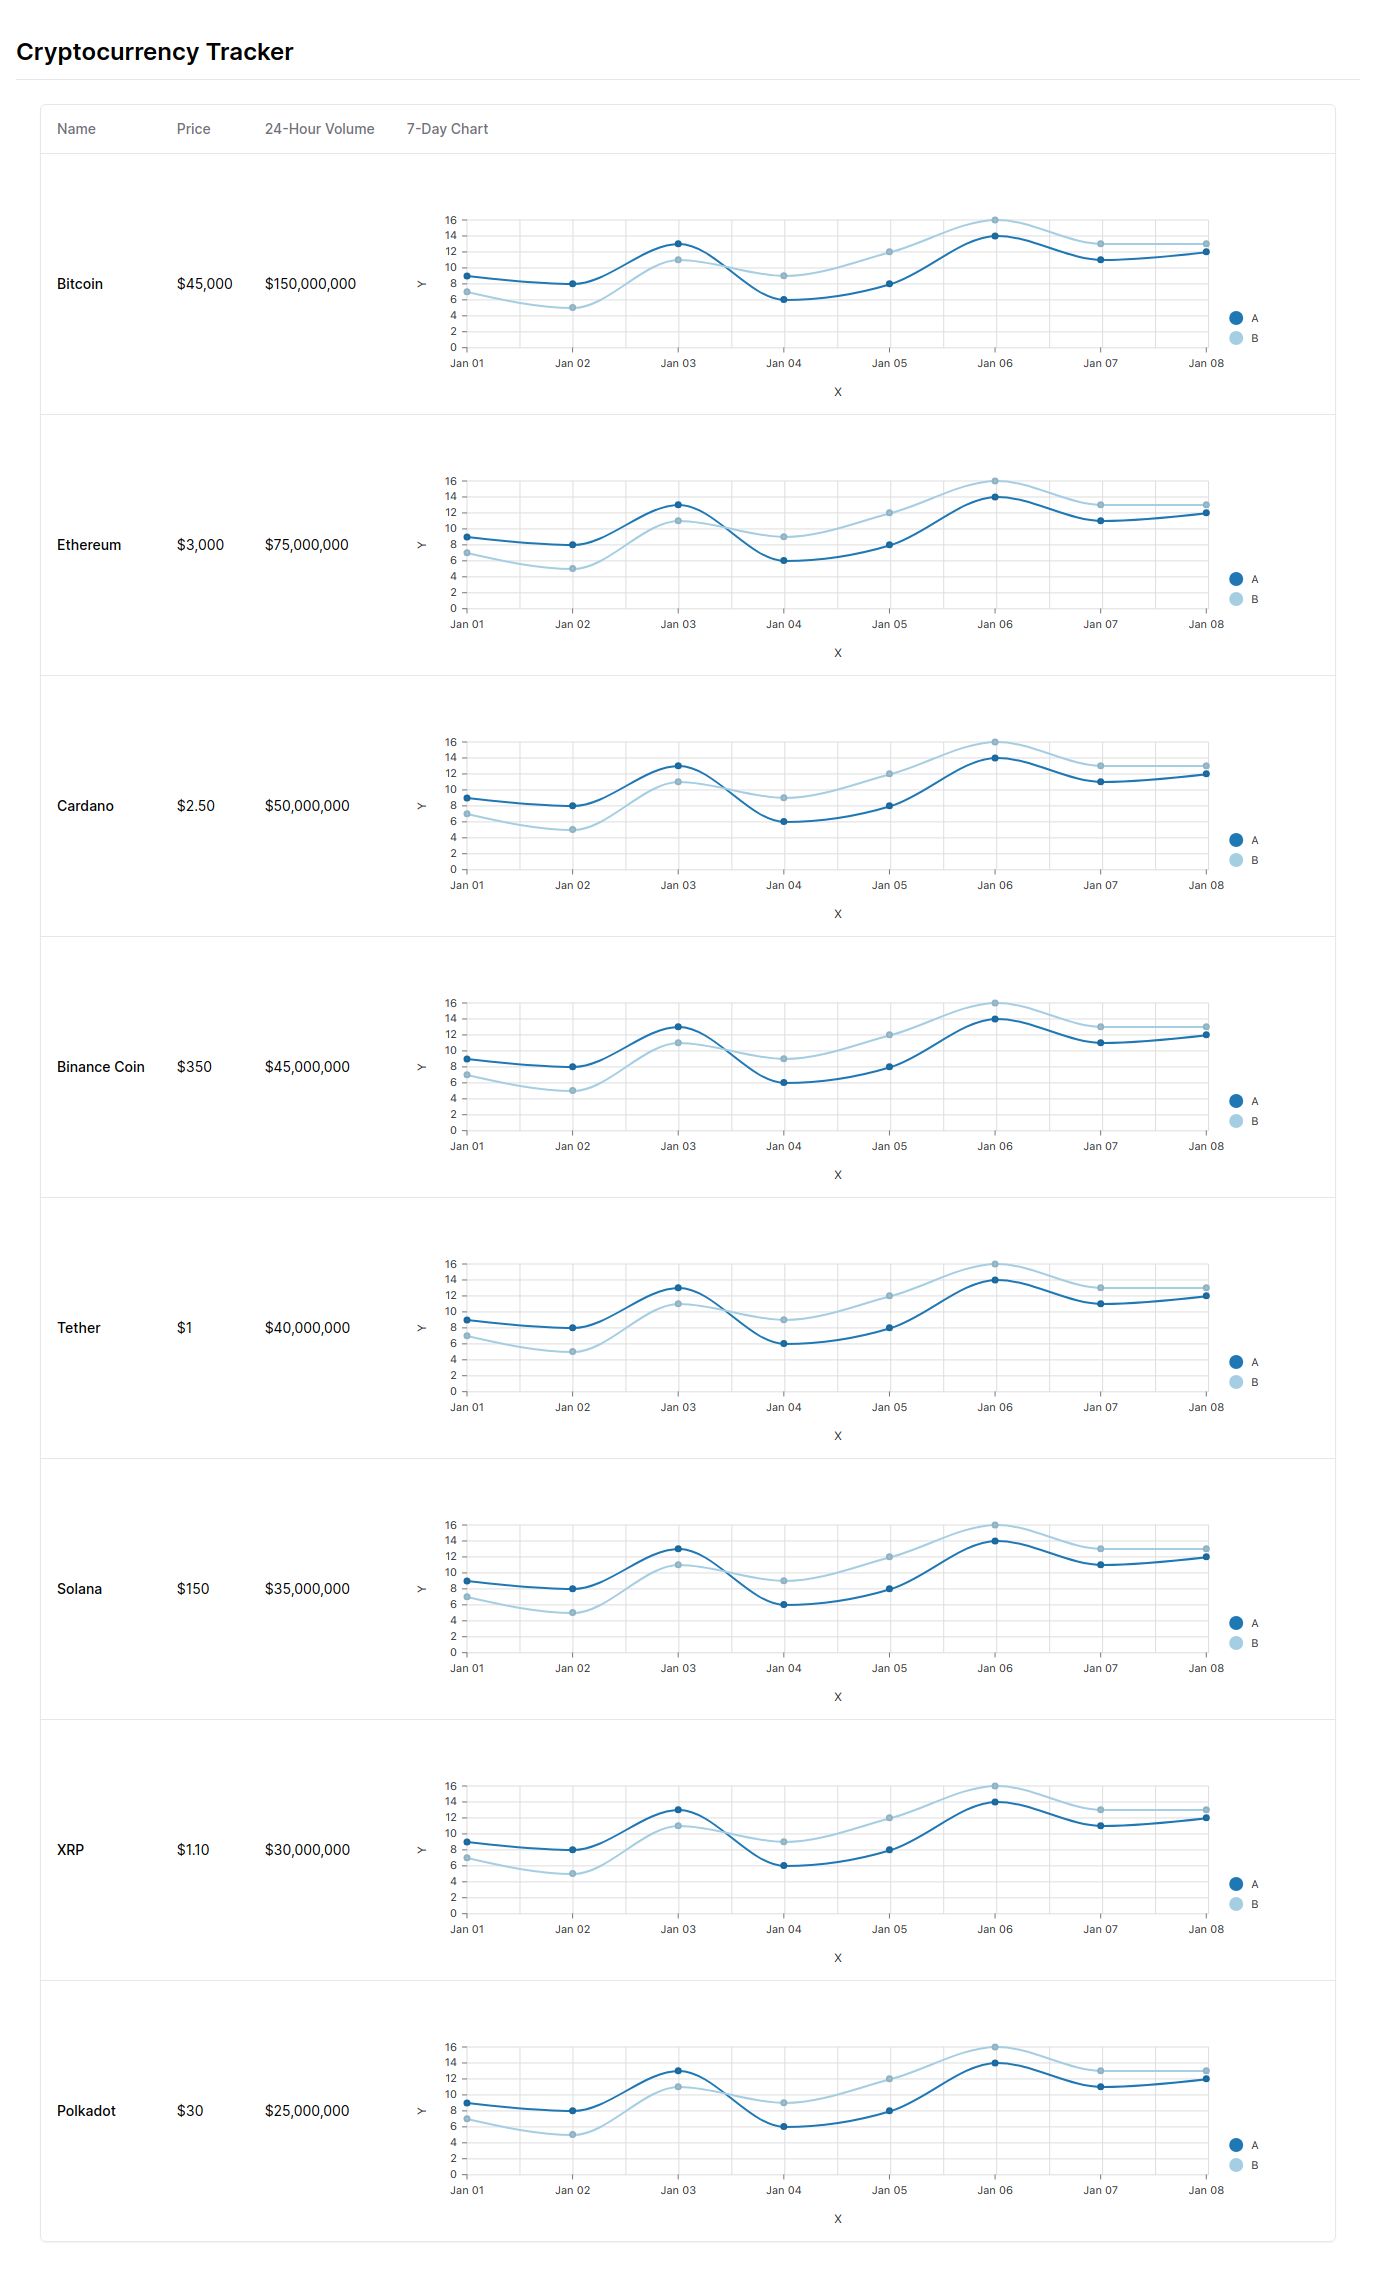 Cryptocurrency Tracker
Name Price 24-Hour Volume 7-Day Chart
Bitcoin $45,000 $150,000,000
Y
16
14
12
10
8
6
4
2
0
Jan 01 Jan 02 Jan 03 Jan 04 Jan 05 Jan 06 Jan 07 Jan 08
X
A
B
Ethereum $3,000 $75,000,000
Y
16
14
12
10
8
6
4
2
0
Jan 01 Jan 02 Jan 03 Jan 04 Jan 05 Jan 06 Jan 07 Jan 08
X
A
B
Cardano $2.50 $50,000,000
Y
16
14
12
10
8
6
4
2
0
Jan 01 Jan 02 Jan 03 Jan 04 Jan 05 Jan 06 Jan 07 Jan 08
X
A
B
Binance Coin $350 $45,000,000
Y
16
14
12
10
8
6
4
2
0
Jan 01 Jan 02 Jan 03 Jan 04 Jan 05 Jan 06 Jan 07 Jan 08
X
A
B
Tether $1 $40,000,000
Y
16
14
12
10
8
6
4
2
0
Jan 01 Jan 02 Jan 03 Jan 04 Jan 05 Jan 06 Jan 07 Jan 08
X
A
B
Solana $150 $35,000,000
Y
16
14
12
10
8
6
4
2
0
Jan 01 Jan 02 Jan 03 Jan 04 Jan 05 Jan 06 Jan 07 Jan 08
X
A
B
XRP $1.10 $30,000,000
Y
16
14
12
10
8
6
4
2
0
Jan 01 Jan 02 Jan 03 Jan 04 Jan 05 Jan 06 Jan 07 Jan 08
X
A
B
Polkadot $30 $25,000,000
Y
16
14
12
10
8
6
4
2
0
Jan 01 Jan 02 Jan 03 Jan 04 Jan 05 Jan 06 Jan 07 Jan 08
X
A
B